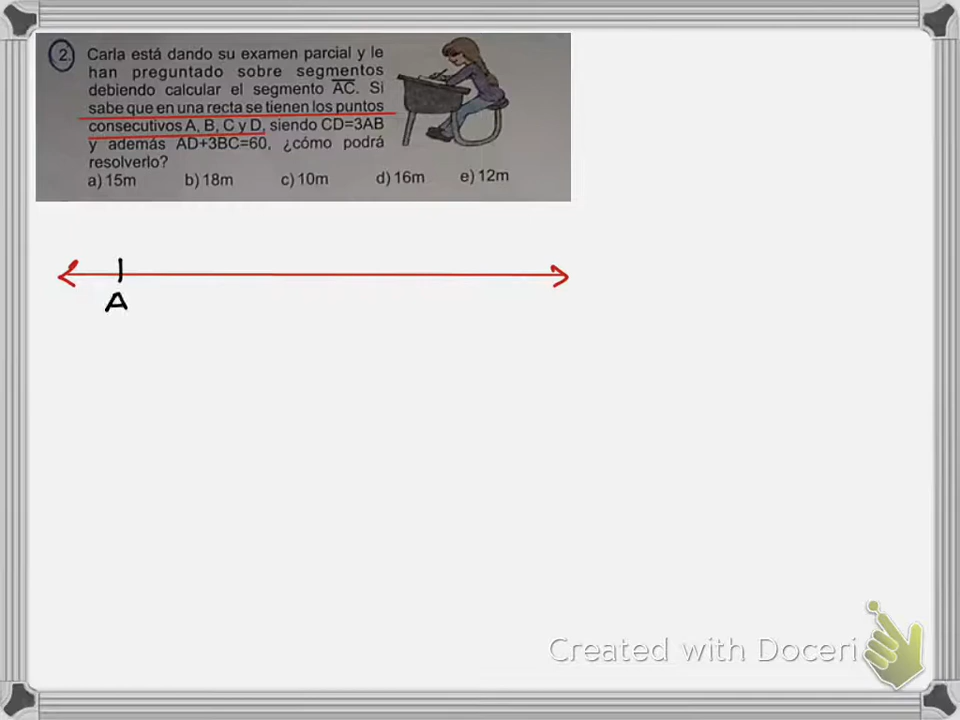 2. Carla está dando su examen parcial y le
han preguntado sobre segmentos
debiendo calcular el segmento AC. Si
sabe que en una recta se tienen los puntos
consecutivos A, B, C y D, siendo CD=3AB
y además AD+3BC=60, ¿cómo podrá
resolverlo?
a) 15m b) 18m c) 10m d) 16m e) 12m
A
Created with Doceri